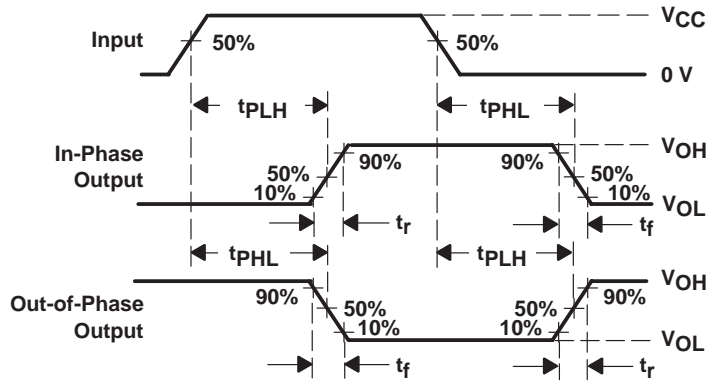 VCC
Input
50%
50%
0 V
tPLH
tPHL
In-Phase
Output
VOH
90%
90%
50%
50%
10%
10%
VOL
tr
tf
tPHL
tPLH
Out-of-Phase
Output
VOH
90%
90%
50%
50%
10%
10%
VOL
tf
tr